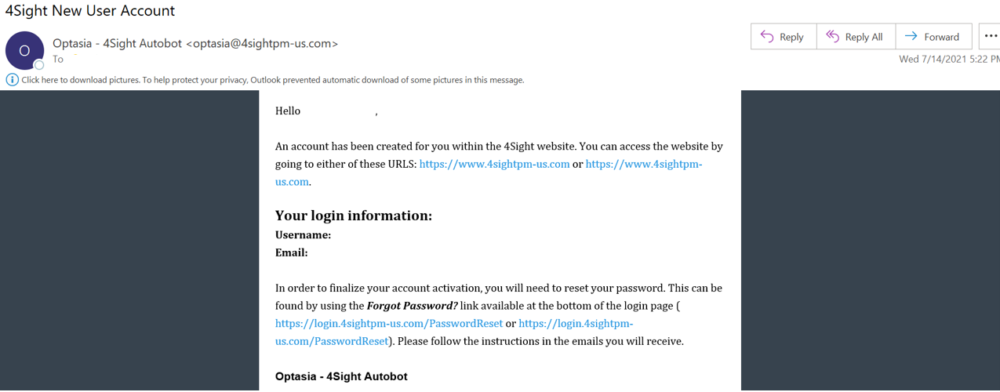 4Sight New User Account
O
Optasia - 4Sight Autobot <optasia@4sightpm-us.com>
To
Reply
Reply All
Forward
Wed 7/14/2021 5:22 PM
Click here to download pictures. To help protect your privacy, Outlook prevented automatic download of some pictures in this message.
Hello ,
An account has been created for you within the 4Sight website. You can access the website by
going to either of these URLS: https://www.4sightpm-us.com or https://www.4sightpm-
us.com.
Your login information:
Username:
Email:
In order to finalize your account activation, you will need to reset your password. This can be
found by using the Forgot Password? link available at the bottom of the login page (
https://login.4sightpm-us.com/PasswordReset or https://login.4sightpm-
us.com/PasswordReset). Please follow the instructions in the emails you will receive.
Optasia - 4Sight Autobot